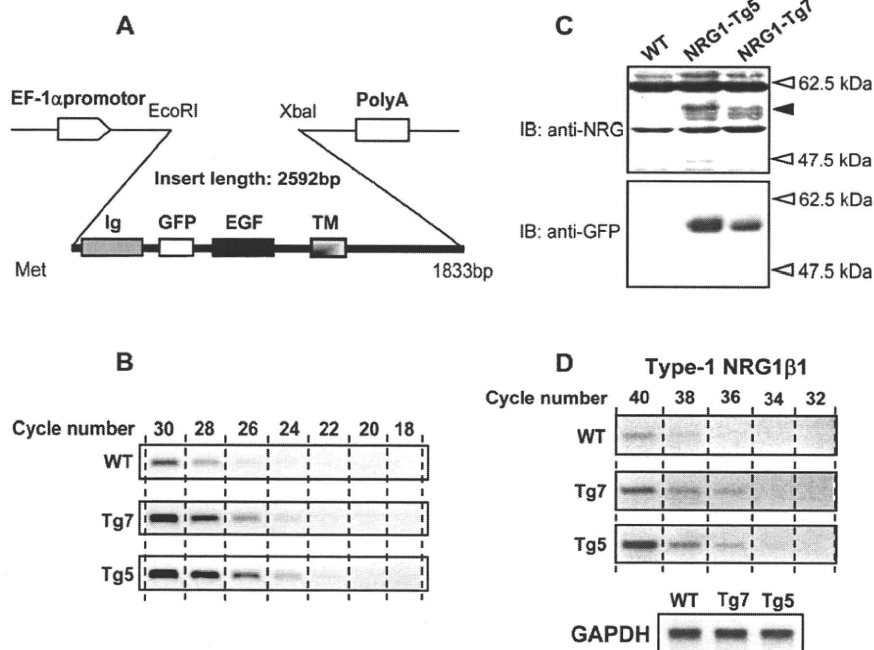 A
EF-1αpromotor
EcoRI
XbaI
PolyA
Insert length: 2592bp
Ig
GFP
EGF
TM
Met
1833bp
C
WT
NRG1-Tg5
NRG1-Tg7
62.5 kDa
IB: anti-NRG
47.5 kDa
62.5 kDa
IB: anti-GFP
47.5 kDa
B
Cycle number 30 28 26 24 22 20 18
WT
Tg7
Tg5
D
Type-1 NRG1β1
Cycle number 40 38 36 34 32
WT
Tg7
Tg5
WT Tg7 Tg5
GAPDH